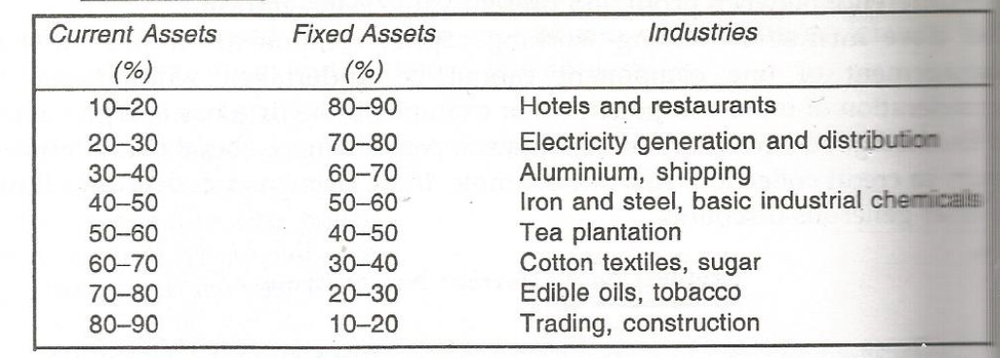 Current Assets Fixed Assets Industries
(%) (%)
10–20 80–90 Hotels and restaurants
20–30 70–80 Electricity generation and distribution
30–40 60–70 Aluminium, shipping
40–50 50–60 Iron and steel, basic industrial chemicals
50–60 40–50 Tea plantation
60–70 30–40 Cotton textiles, sugar
70–80 20–30 Edible oils, tobacco
80–90 10–20 Trading, construction